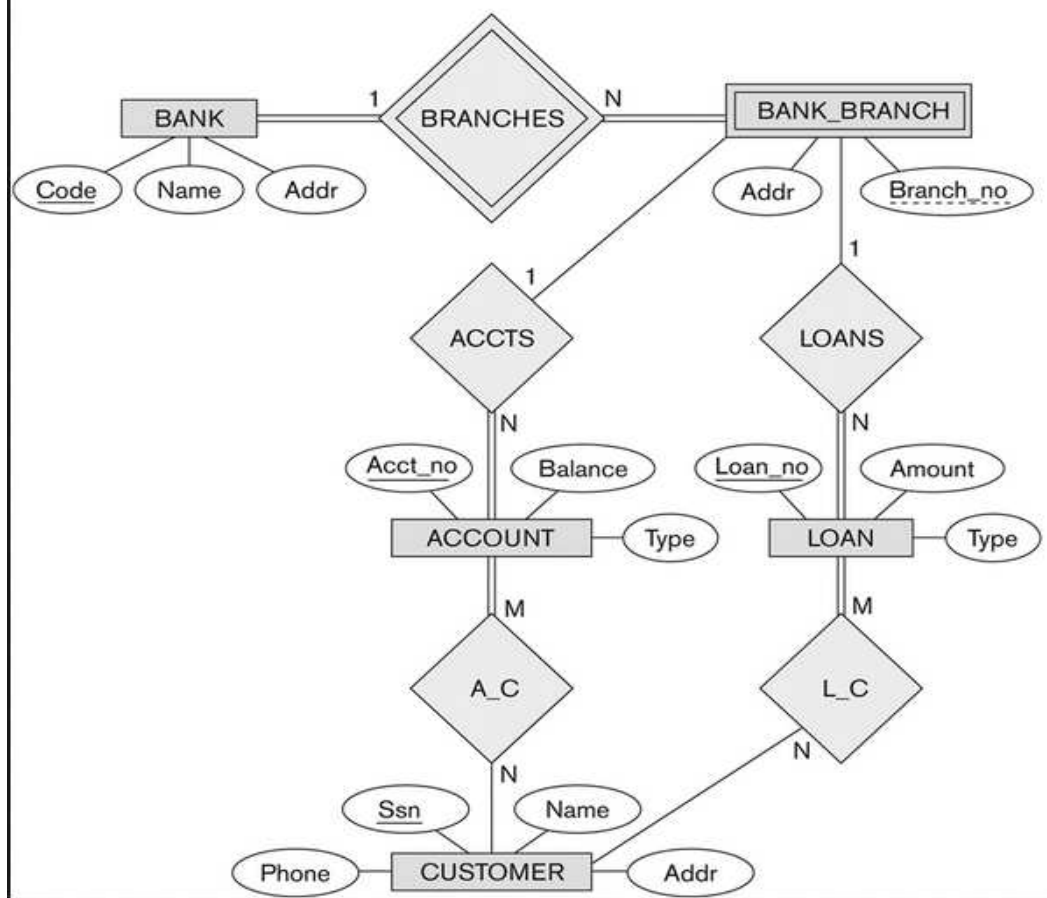 1
N
BANK
BRANCHES
BANK_BRANCH
Code
Name
Addr
Addr
Branch_no
1
1
ACCTS
LOANS
N
N
Acct_no
Balance
Loan_no
Amount
ACCOUNT
Type
LOAN
Type
M
M
A_C
L_C
N
N
Ssn
Name
Phone
CUSTOMER
Addr